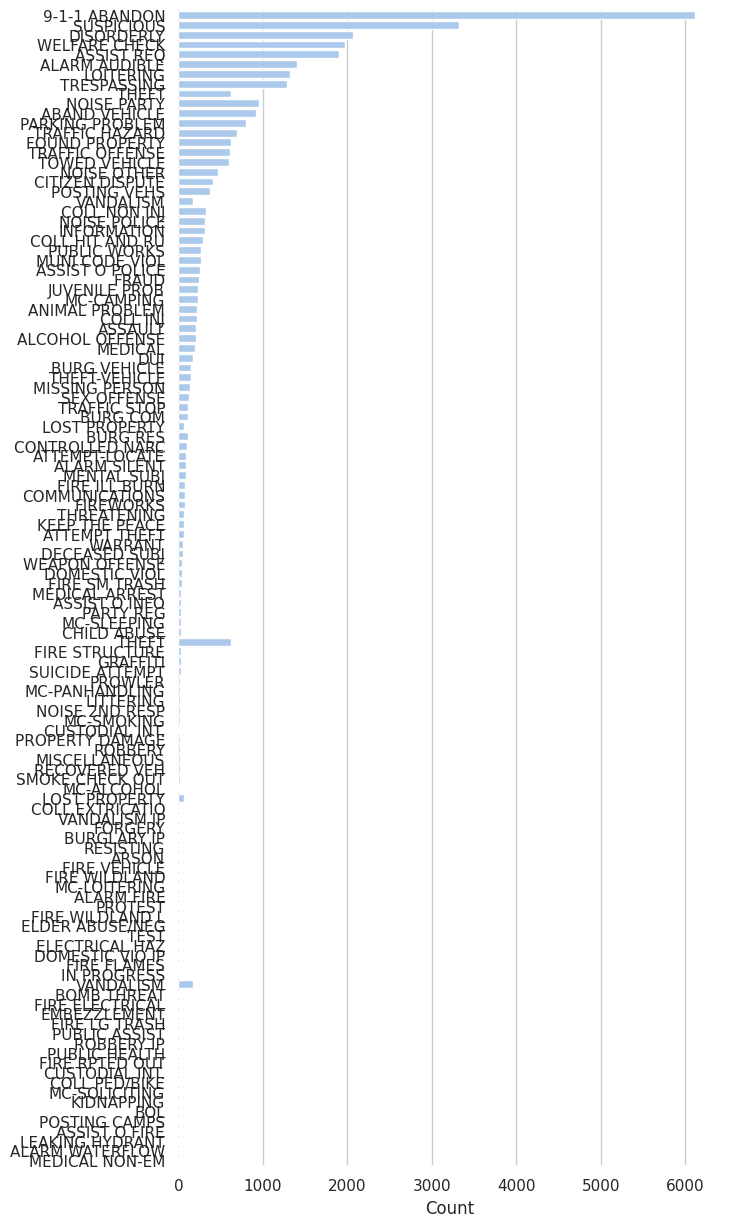 9-1-1 ABANDON
SUSPICIOUS
DISORDERLY
WELFARE CHECK
ASSIST REQ
ALARM AUDIBLE
LOITERING
TRESPASSING
THEFT
NOISE PARTY
ABAND VEHICLE
PARKING PROBLEM
TRAFFIC HAZARD
FOUND PROPERTY
TRAFFIC OFFENSE
TOWED VEHICLE
NOISE OTHER
CITIZEN DISPUTE
POSTING VEHS
VANDALISM
COLL NON INJ
NOISE POLICE
INFORMATION
COLL HIT AND RU
PUBLIC WORKS
MUNI CODE VIOL
ASSIST O POLICE
FRAUD
JUVENILE PROB
MC-CAMPING
ANIMAL PROBLEM
COLL INJ
ASSAULT
ALCOHOL OFFENSE
MEDICAL
DUI
BURG VEHICLE
THEFT-VEHICLE
MISSING PERSON
SEX OFFENSE
TRAFFIC STOP
BURG COM
LOST PROPERTY
BURG RES
CONTROLLED NARC
ATTEMPT-LOCATE
ALARM SILENT
MENTAL SUBJ
FIRE ILL BURN
COMMUNICATIONS
FIREWORKS
THREATENING
KEEP THE PEACE
ATTEMPT THEFT
WARRANT
DECEASED SUBJ
WEAPON OFFENSE
DOMESTIC VIOL
FIRE SM TRASH
MEDICAL ARREST
ASSIST O INFO
PARTY REG
MC-SLEEPING
CHILD ABUSE
THEFT
FIRE STRUCTURE
GRAFFITI
SUICIDE ATTEMPT
PROWLER
MC-PANHANDLING
LITTERING
NOISE 2ND RESP
MC-SMOKING
CUSTODIAL INT.
PROPERTY DAMAGE
ROBBERY
MISCELLANEOUS
RECOVERED VEH
SMOKE CHECK OUT
MC-ALCOHOL
LOST PROPERTY
COLL EXTRICATIO
VANDALISM IP
FORGERY
BURGLARY IP
RESISTING
ARSON
FIRE VEHICLE
FIRE WILDLAND
MC-LOITERING
ALARM FIRE
PROTEST
FIRE WILDLAND L
ELDER ABUSE/NEG
TEST
ELECTRICAL HAZ
DOMESTIC VIO IP
FIRE FLAMES
IN PROGRESS
VANDALISM
BOMB THREAT
FIRE ELECTRICAL
EMBEZZLEMENT
FIRE LG TRASH
PUBLIC ASSIST
ROBBERY IP
PUBLIC HEALTH
FIRE RPTED OUT
CUSTODIAL INT
COLL PED/BIKE
MC-SOLICITING
KIDNAPPING
BOL
POSTING CAMPS
ASSIST O FIRE
LEAKING HYDRANT
ALARM WATERFLOW
MEDICAL NON-EM
0 1000 2000 3000 4000 5000 6000
Count